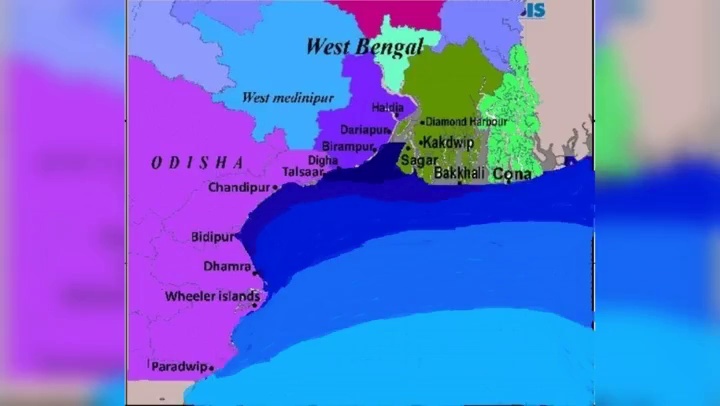 IS
West Bengal
West medinipur
Haldia
Diamond Harbour
Dariapur
Kakdwip
Birampur
ODISHA
Digha
Sagar
Talsaar
Bakkhali
Cona
Chandipur
Bidipur
Dhamra
Wheeler islands
Paradwip